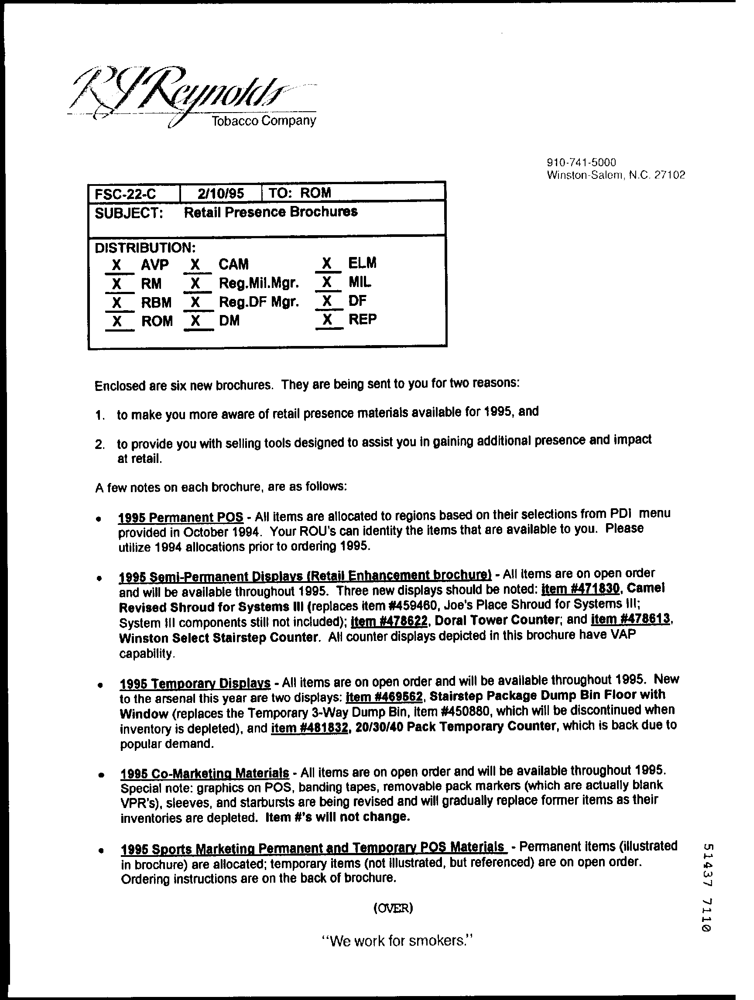 RJReynolds
Tobacco Company
910-741-5000
Winston-Salem, N.C. 27102
FSC-22-C 2/10/95 TO: ROM
SUBJECT: Retail Presence Brochures
DISTRIBUTION:
X AVP X CAM X ELM
X RM X Reg.Mil.Mgr. X MIL
X RBM X Reg.DF Mgr. X DF
X ROM X DM X REP
Enclosed are six new brochures. They are being sent to you for two reasons:
1. to make you more aware of retail presence materials available for 1995, and
2. to provide you with selling tools designed to assist you in gaining additional presence and impact
at retail.
A few notes on each brochure, are as follows:
• 1995 Permanent POS - All items are allocated to regions based on their selections from PDI menu
provided in October 1994. Your ROU's can identity the items that are available to you. Please
utilize 1994 allocations prior to ordering 1995.
• 1995 Semi-Permanent Displays (Retail Enhancement brochure) - All items are on open order
and will be available throughout 1995. Three new displays should be noted: item #471830, Camel
Revised Shroud for Systems III (replaces item #459460, Joe's Place Shroud for Systems III;
System III components still not included); item #478622, Doral Tower Counter; and item #478613,
Winston Select Stairstep Counter. All counter displays depicted in this brochure have VAP
capability.
• 1995 Temporary Displays - All items are on open order and will be available throughout 1995. New
to the arsenal this year are two displays: item #469562, Stairstep Package Dump Bin Floor with
Window (replaces the Temporary 3-Way Dump Bin, Item #450880, which will be discontinued when
inventory is depleted), and item #481832, 20/30/40 Pack Temporary Counter, which is back due to
popular demand.
• 1995 Co-Marketing Materials - All items are on open order and will be available throughout 1995.
Special note: graphics on POS, banding tapes, removable pack markers (which are actually blank
VPR's), sleeves, and starbursts are being revised and will gradually replace former items as their
inventories are depleted. Item #'s will not change.
• 1995 Sports Marketing Permanent and Temporary POS Materials - Permanent items (illustrated
in brochure) are allocated; temporary items (not illustrated, but referenced) are on open order.
Ordering instructions are on the back of brochure.
(OVER)
"We work for smokers."
51437 7110